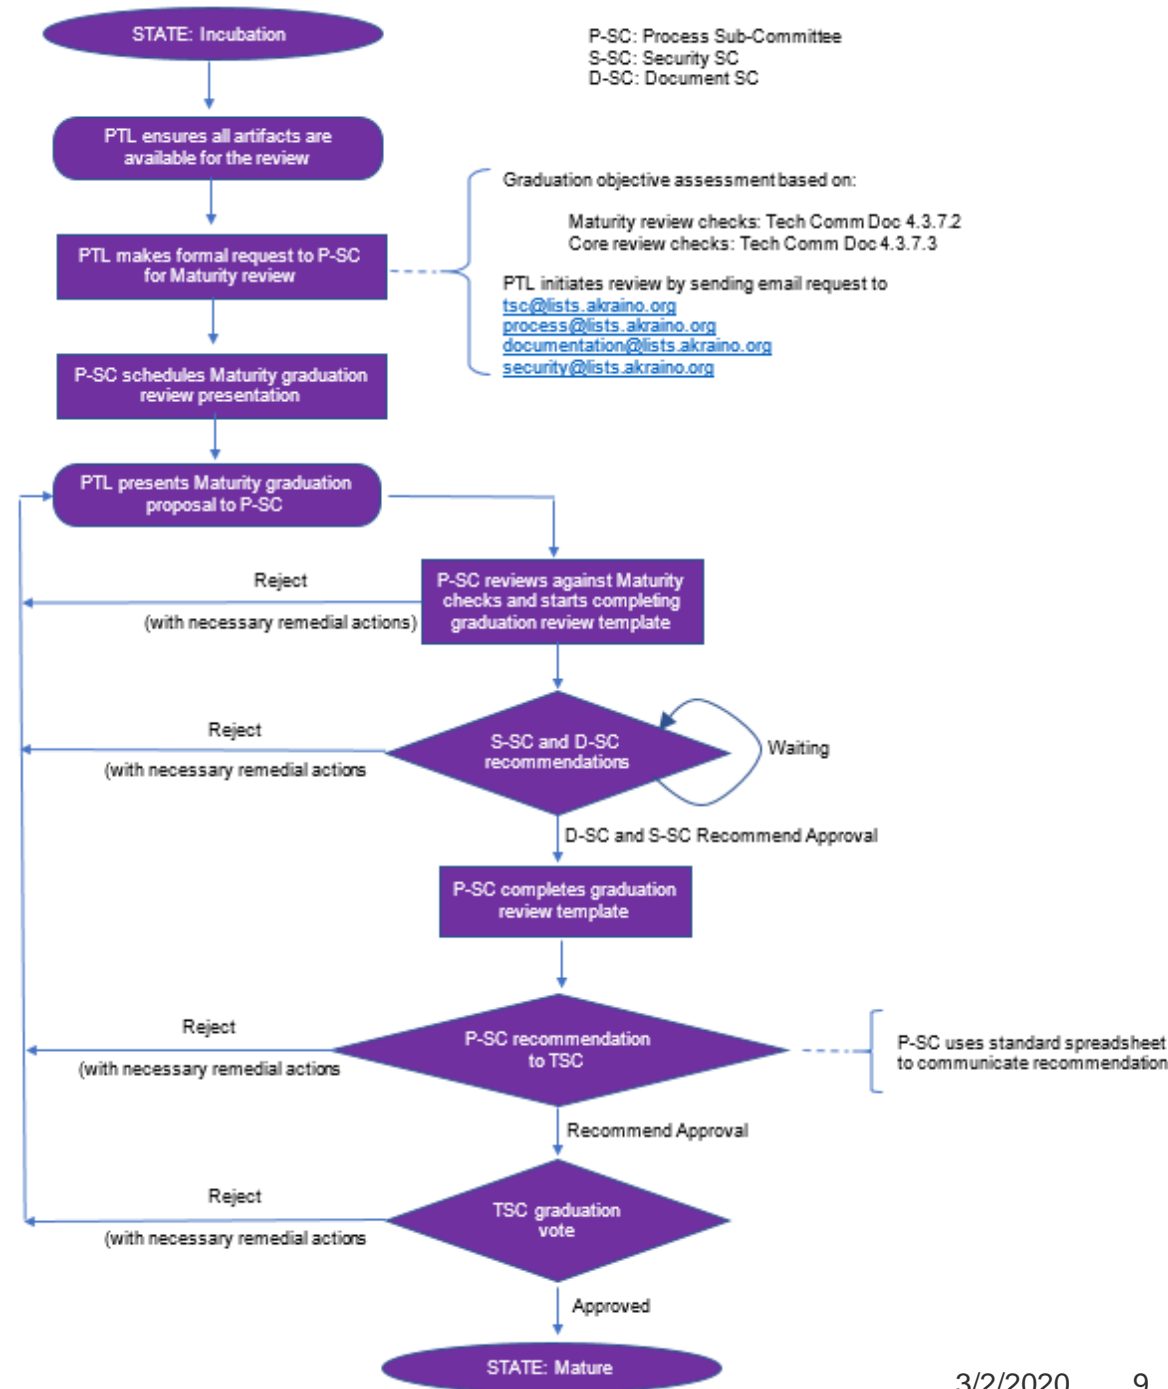 STATE: Incubation
P-SC: Process Sub-Committee
S-SC: Security SC
D-SC: Document SC
PTL ensures all artifacts are
available for the review
Graduation objective assessment based on:
Maturity review checks: Tech Comm Doc 4.3.7.2
Core review checks: Tech Comm Doc 4.3.7.3
PTL makes formal request to P-SC
for Maturity review
PTL initiates review by sending email request to
tsc@lists.akraino.org
process@lists.akraino.org
documentation@lists.akraino.org
security@lists.akraino.org
P-SC schedules Maturity graduation
review presentation
PTL presents Maturity graduation
proposal to P-SC
Reject
(with necessary remedial actions)
P-SC reviews against Maturity
checks and starts completing
graduation review template
Reject
(with necessary remedial actions
S-SC and D-SC
recommendations
Waiting
D-SC and S-SC Recommend Approval
P-SC completes graduation
review template
Reject
(with necessary remedial actions
P-SC recommendation
to TSC
P-SC uses standard spreadsheet
to communicate recommendation
Recommend Approval
Reject
(with necessary remedial actions
TSC graduation
vote
Approved
STATE: Mature
3/2/2020 9